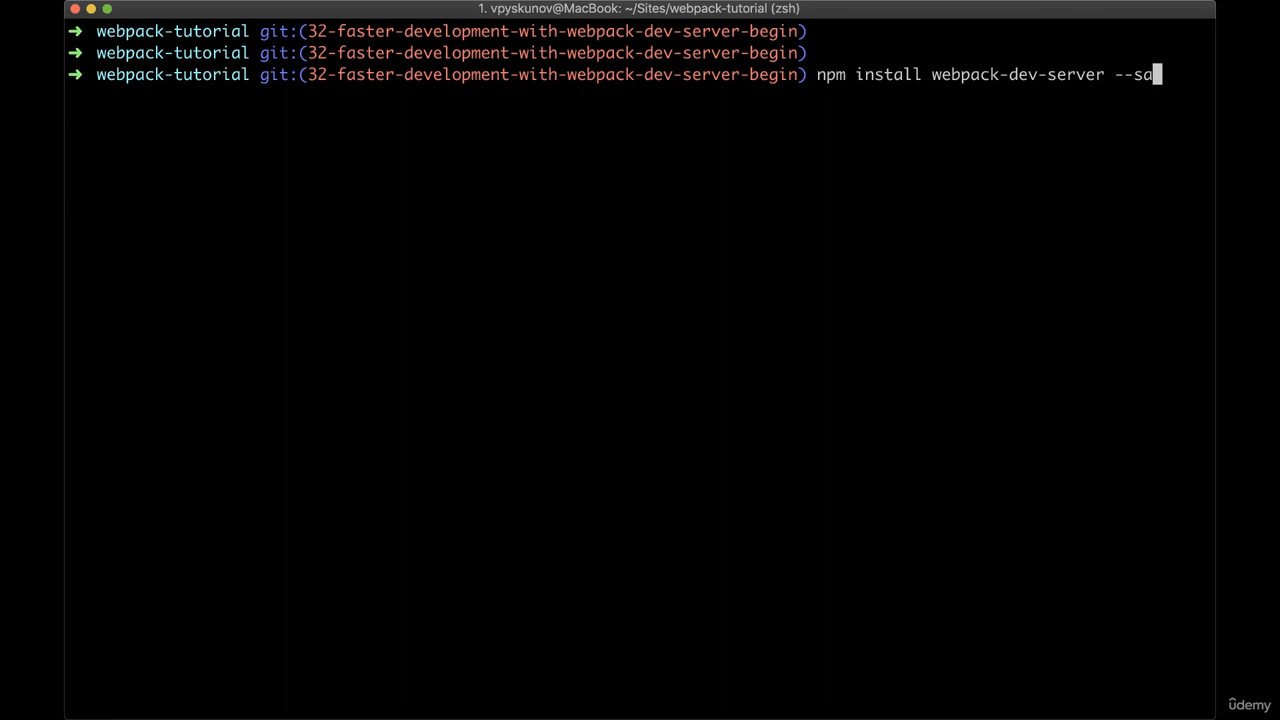 1. vpyskunov@MacBook: ~/Sites/webpack-tutorial (zsh)
➜ webpack-tutorial git:(32-faster-development-with-webpack-dev-server-begin)
➜ webpack-tutorial git:(32-faster-development-with-webpack-dev-server-begin)
➜ webpack-tutorial git:(32-faster-development-with-webpack-dev-server-begin) npm install webpack-dev-server --sa
ûdemy